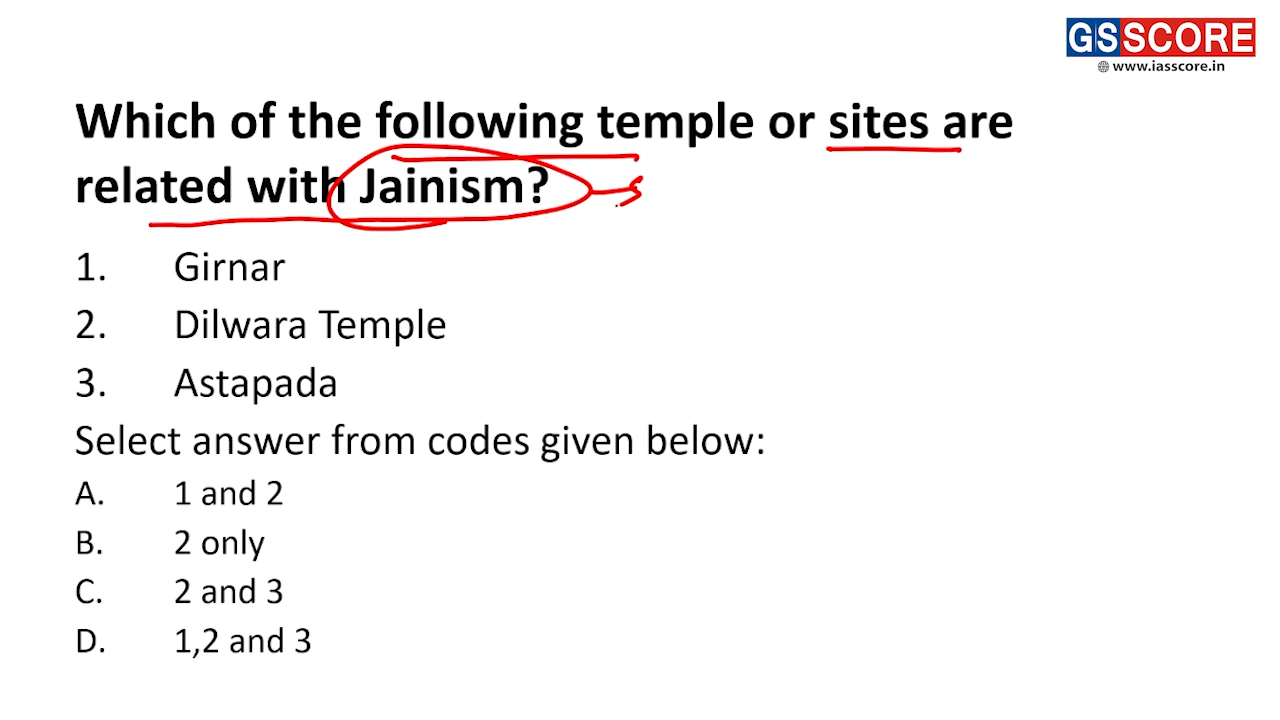 GSSCORE
www.iasscore.in
Which of the following temple or sites are
related with Jainism?
1. Girnar
2. Dilwara Temple
3. Astapada
Select answer from codes given below:
A. 1 and 2
B. 2 only
C. 2 and 3
D. 1,2 and 3